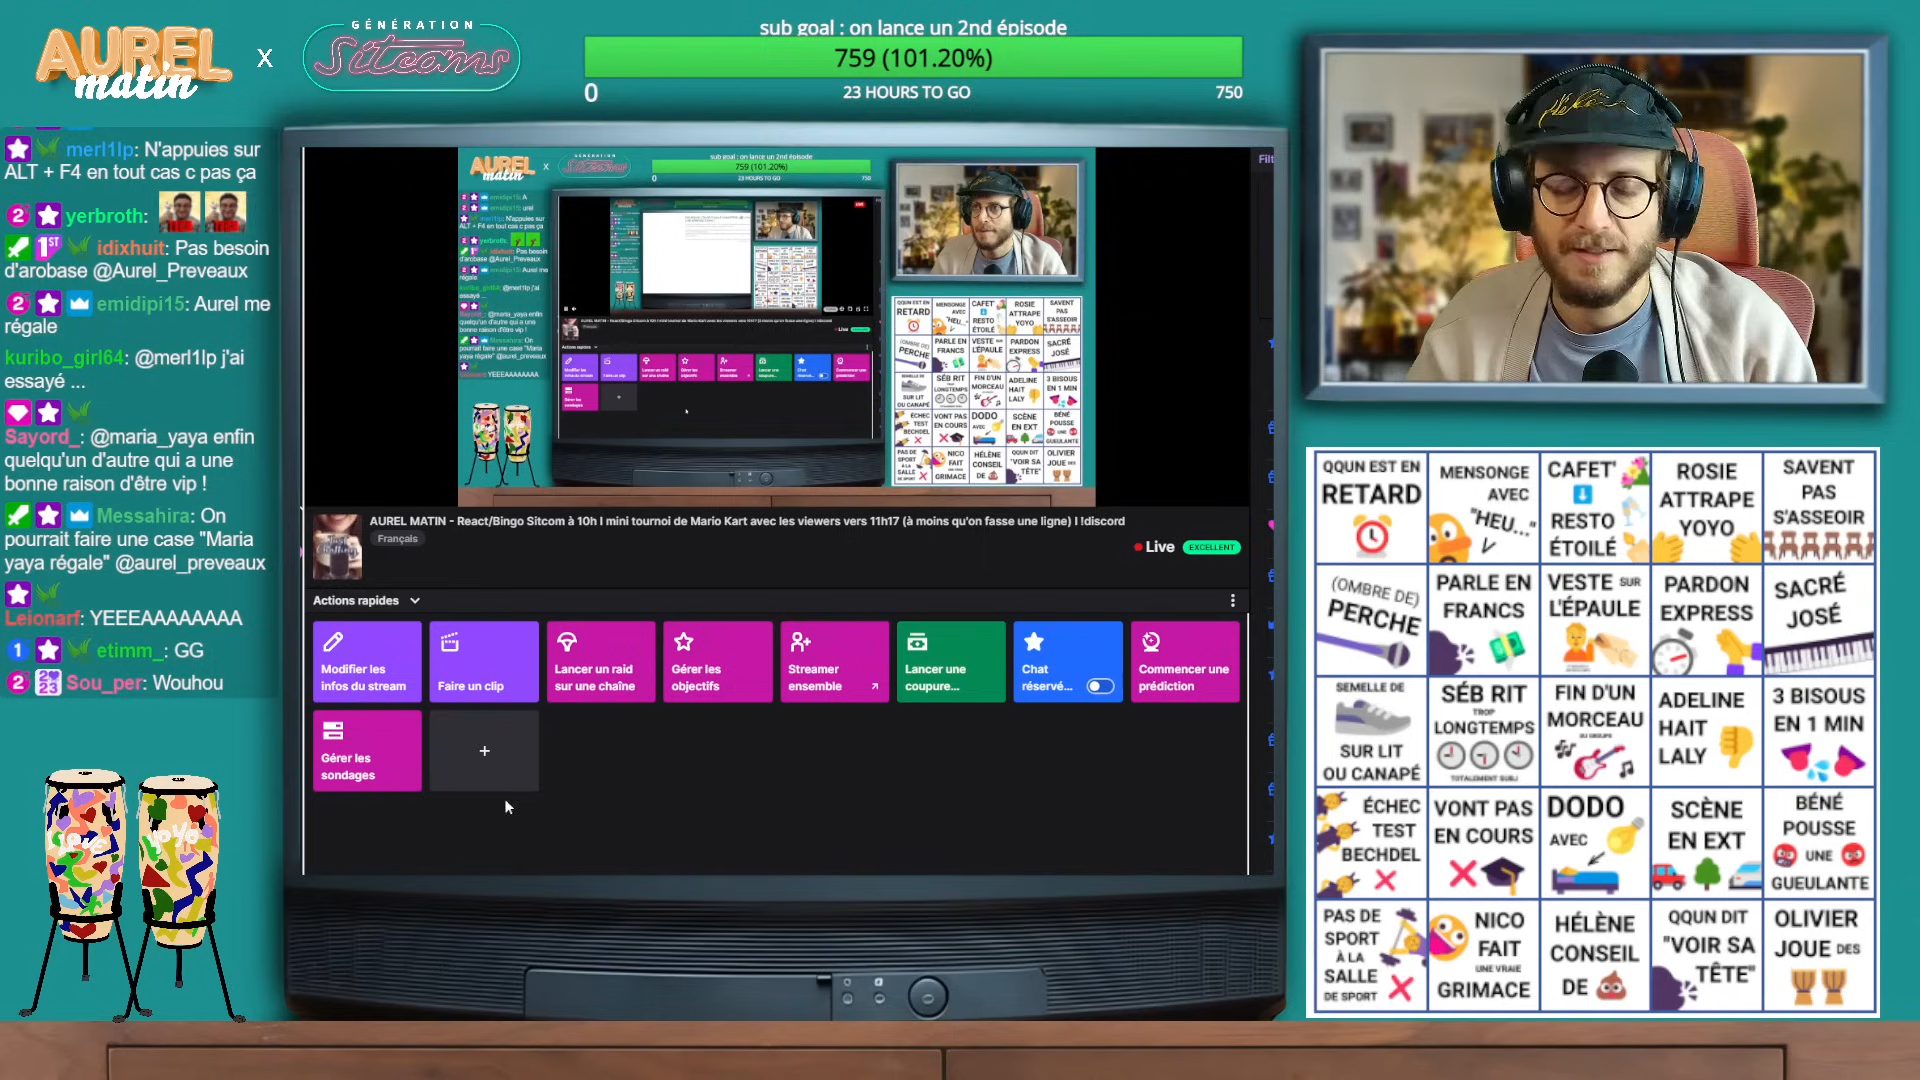 AUREL
matin
x
GÉNÉRATION
Sitcoms
sub goal : on lance un 2nd épisode
759 (101.20%)
0
23 HOURS TO GO
750
merl1lp: N'appuies sur
ALT + F4 en tout cas c pas ça
yerbroth:
idixhuit: Pas besoin
d'arobase @Aurel_Preveaux
emidipi15: Aurel me
régale
kuribo_girl64: @merl1lp j'ai
essayé ...
Sayord_: @maria_yaya enfin
quelqu'un d'autre qui a une
bonne raison d'être vip !
Messahira: On
pourrait faire une case "Maria
yaya régale" @aurel_preveaux
Leionarf: YEEEAAAAAAAA
etimm_: GG
Sou_per: Wouhou
AUREL MATIN - React/Bingo Sitcom à 10h I mini tournoi de Mario Kart avec les viewers vers 11h17 (à moins qu'on fasse une ligne) I !discord
Français
Live
EXCELLENT
Actions rapides
Modifier les
infos du stream
Faire un clip
Lancer un raid
sur une chaîne
Gérer les
objectifs
Streamer
ensemble
Lancer une
coupure...
Chat
réservé...
Commencer une
prédiction
Gérer les
sondages
+
Filt
QQUN EST EN
RETARD
MENSONGE
AVEC
"HEU..."
CAFET'
RESTO
ÉTOILÉ
ROSIE
ATTRAPE
YOYO
SAVENT
PAS
S'ASSEOIR
(OMBRE DE)
PERCHE
PARLE EN
FRANCS
VESTE SUR
L'ÉPAULE
PARDON
EXPRESS
SACRÉ
JOSÉ
SEMELLE DE
SUR LIT
OU CANAPÉ
SÉB RIT
TROP
LONGTEMPS
TOTALEMENT SUBJ
FIN D'UN
MORCEAU
DU GROUPE
ADELINE
HAIT
LALY
3 BISOUS
EN 1 MIN
ÉCHEC
TEST
BECHDEL
VONT PAS
EN COURS
DODO
AVEC
SCÈNE
EN EXT
BÉNÉ
POUSSE
UNE
GUEULANTE
PAS DE
SPORT
À LA
SALLE
DE SPORT
NICO
FAIT
UNE VRAIE
GRIMACE
HÉLÈNE
CONSEIL
DE
QQUN DIT
"VOIR SA
TÊTE"
OLIVIER
JOUE DES